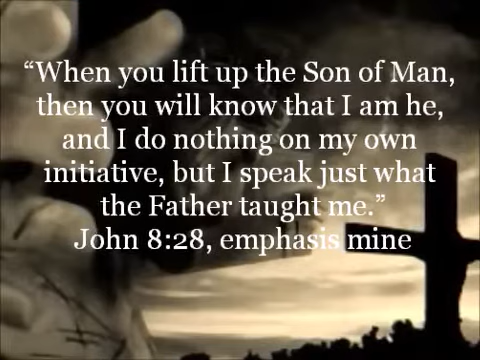 “When you lift up the Son of Man,
then you will know that I am he,
and I do nothing on my own
initiative, but I speak just what
the Father taught me.”
John 8:28, emphasis mine